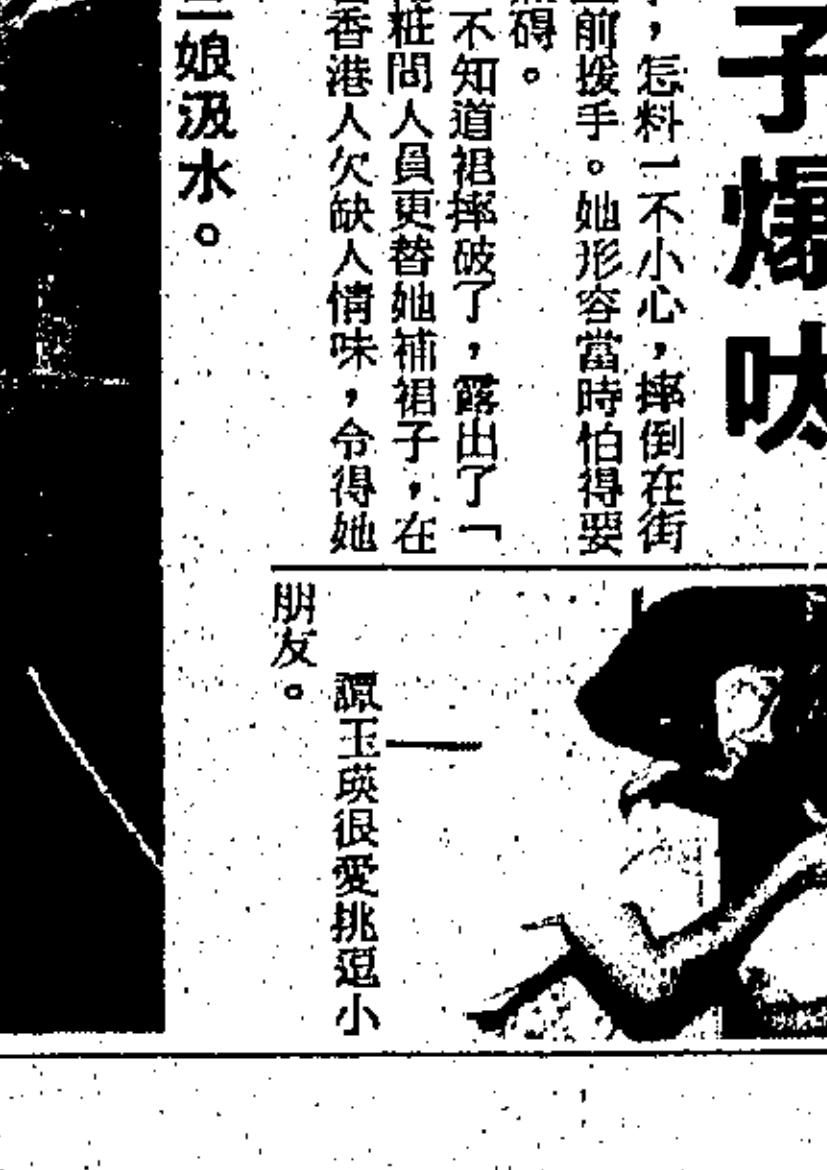 子爆呔
，怎料一不小心，摔倒在街
前援手。她形容當時怕得要
碍。
不知道裙摔破了，露出了「
粧間人員更替她補裙子，在
香港人欠缺人情味，令得她
娘汲水。
譚玉瑛很愛挑逗小
朋友。